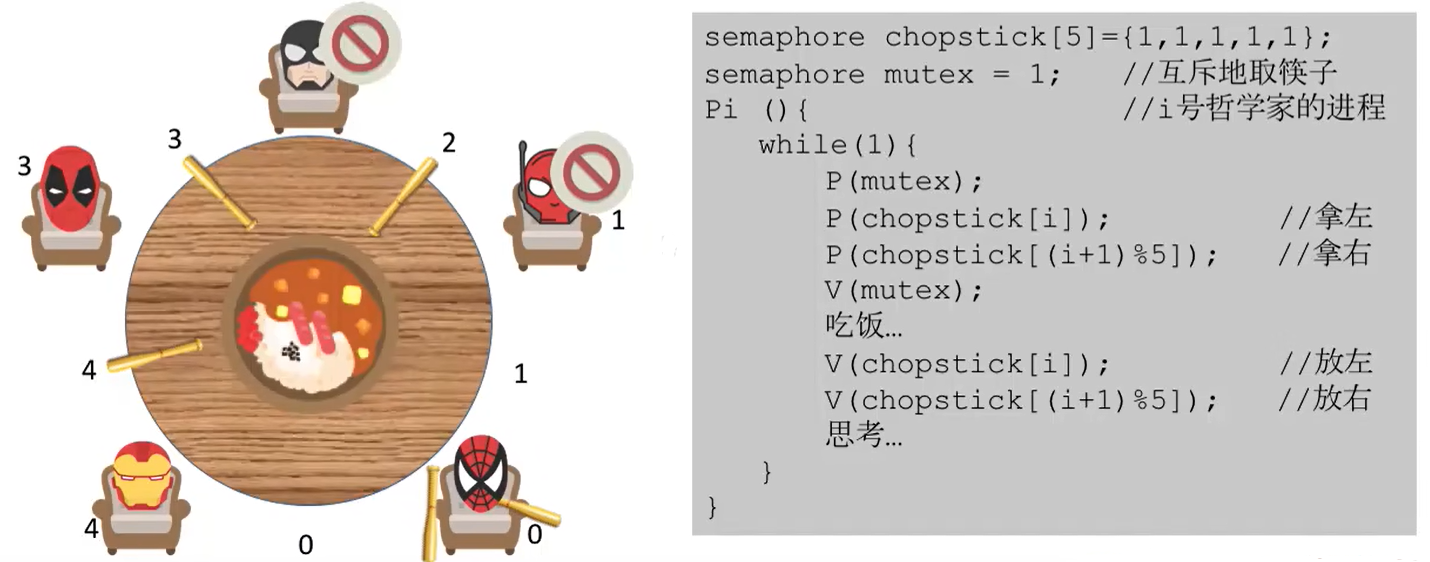 3
2
3
1
4
1
4
0
0
semaphore chopstick[5]={1,1,1,1,1};
semaphore mutex = 1; //互斥地取筷子
Pi (){ //i号哲学家的进程
while(1){
P(mutex);
P(chopstick[i]); //拿左
P(chopstick[(i+1)%5]); //拿右
V(mutex);
吃饭…
V(chopstick[i]); //放左
V(chopstick[(i+1)%5]); //放右
思考…
}
}